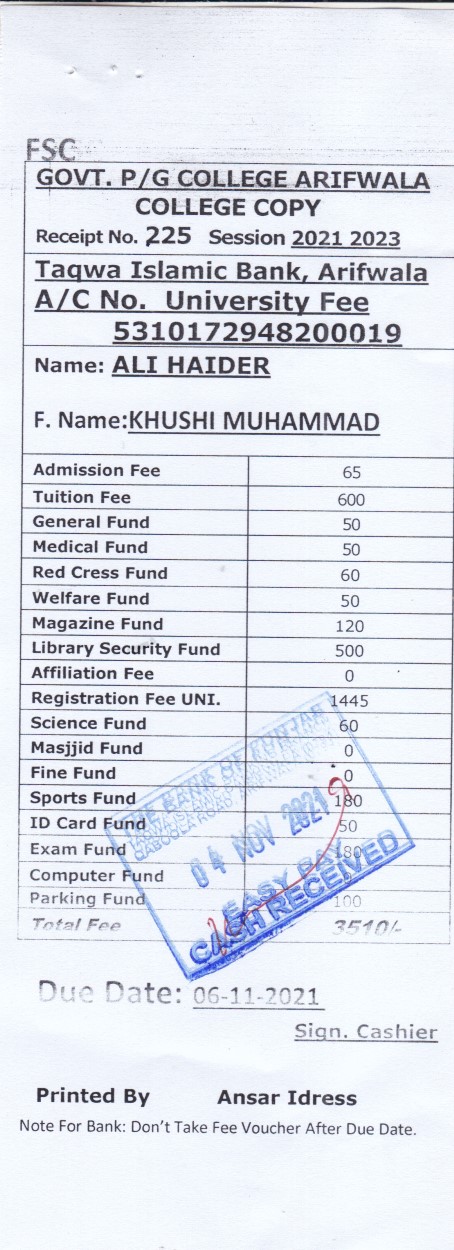 FSC
GOVT. P/G COLLEGE ARIFWALA
COLLEGE COPY
Receipt No. 225 Session 2021 2023
Taqwa Islamic Bank, Arifwala
A/C No. University Fee
5310172948200019
Name: ALI HAIDER
F. Name:KHUSHI MUHAMMAD
Admission Fee 65
Tuition Fee 600
General Fund 50
Medical Fund 50
Red Cress Fund 60
Welfare Fund 50
Magazine Fund 120
Library Security Fund 500
Affiliation Fee 0
Registration Fee UNI. 1445
Science Fund 60
Masjjid Fund 0
Fine Fund 0
Sports Fund 180
ID Card Fund 50
Exam Fund 180
Computer Fund
Parking Fund 100
Total Fee 3510/-
THE BANK OF PUNJAB
04 NOV 2021
EASY PAY
CASH RECEIVED
Due Date: 06-11-2021
Sign. Cashier
Printed By Ansar Idress
Note For Bank: Don't Take Fee Voucher After Due Date.